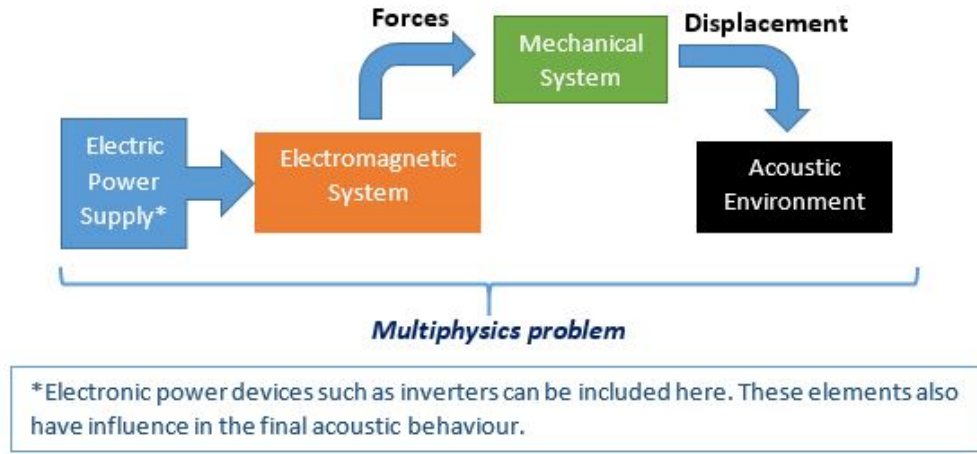 Forces
Displacement
Mechanical
System
Electric
Power
Supply*
Electromagnetic
System
Acoustic
Environment
Multiphysics problem
*Electronic power devices such as inverters can be included here. These elements also
have influence in the final acoustic behaviour.